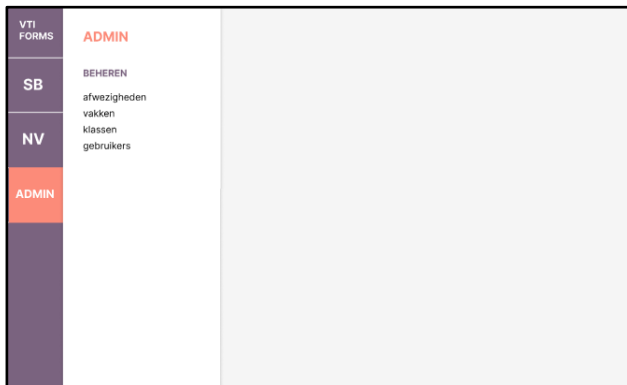 VTI
FORMS
SB
NV
ADMIN
ADMIN
BEHEREN
afwezigheden
vakken
klassen
gebruikers